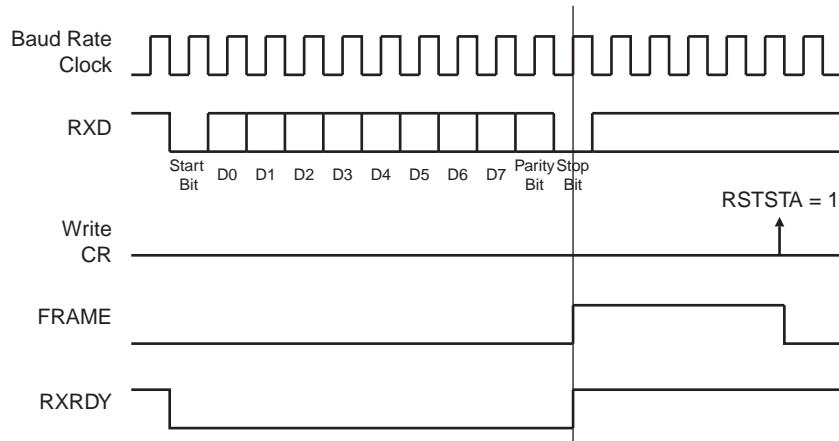 Baud Rate
Clock
RXD
Start
Bit
D0
D1
D2
D3
D4
D5
D6
D7
Parity
Bit
Stop
Bit
RSTSTA = 1
Write
CR
FRAME
RXRDY